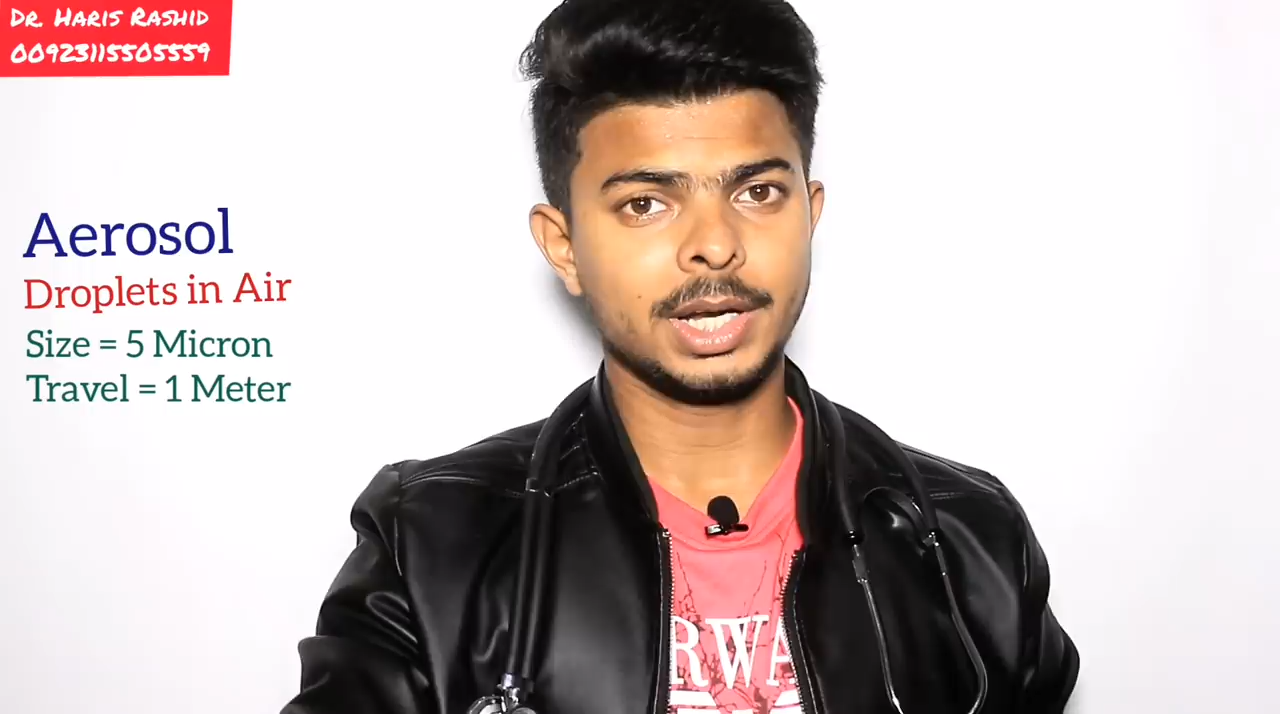 Dr. Haris Rashid
00923115505559
Aerosol
Droplets in Air
Size = 5 Micron
Travel = 1 Meter
RWA